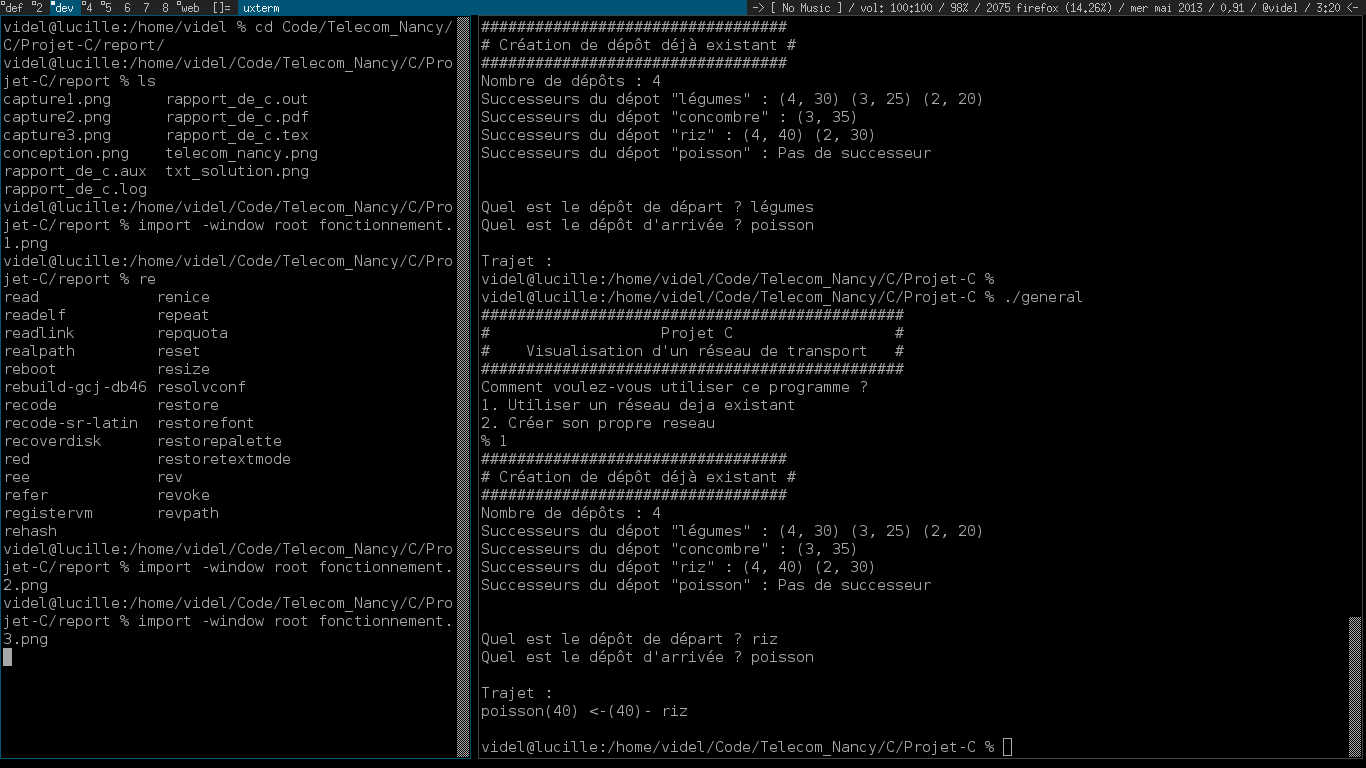 def 2 dev 4 5 6 7 8 web []= uxterm -> [ No Music ] / vol: 100:100 / 98% / 2075 firefox (14.26%) / mer mai 2013 / 0,91 / @videl / 3:20 <-
videl@lucille:/home/videl % cd Code/Telecom_Nancy/
C/Projet-C/report/
videl@lucille:/home/videl/Code/Telecom_Nancy/C/Pro
jet-C/report % ls
capture1.png      rapport_de_c.out
capture2.png      rapport_de_c.pdf
capture3.png      rapport_de_c.tex
conception.png    telecom_nancy.png
rapport_de_c.aux  txt_solution.png
rapport_de_c.log
videl@lucille:/home/videl/Code/Telecom_Nancy/C/Pro
jet-C/report % import -window root fonctionnement.
1.png
videl@lucille:/home/videl/Code/Telecom_Nancy/C/Pro
jet-C/report % re
read             renice
readelf          repeat
readlink         repquota
realpath         reset
reboot           resize
rebuild-gcj-db46 resolvconf
recode           restore
recode-sr-latin  restorefont
recoverdisk      restorepalette
red              restoretextmode
ree              rev
refer            revoke
registervm       revpath
rehash
videl@lucille:/home/videl/Code/Telecom_Nancy/C/Pro
jet-C/report % import -window root fonctionnement.
2.png
videl@lucille:/home/videl/Code/Telecom_Nancy/C/Pro
jet-C/report % import -window root fonctionnement.
3.png
##################################
# Création de dépôt déjà existant #
##################################
Nombre de dépôts : 4
Successeurs du dépot "légumes" : (4, 30) (3, 25) (2, 20)
Successeurs du dépot "concombre" : (3, 35)
Successeurs du dépot "riz" : (4, 40) (2, 30)
Successeurs du dépot "poisson" : Pas de successeur
Quel est le dépôt de départ ? légumes
Quel est le dépôt d'arrivée ? poisson
Trajet :
videl@lucille:/home/videl/Code/Telecom_Nancy/C/Projet-C %
videl@lucille:/home/videl/Code/Telecom_Nancy/C/Projet-C % ./general
###############################################
#                   Projet C                  #
#    Visualisation d'un réseau de transport   #
###############################################
Comment voulez-vous utiliser ce programme ?
1. Utiliser un réseau deja existant
2. Créer son propre reseau
% 1
##################################
# Création de dépôt déjà existant #
##################################
Nombre de dépôts : 4
Successeurs du dépot "légumes" : (4, 30) (3, 25) (2, 20)
Successeurs du dépot "concombre" : (3, 35)
Successeurs du dépot "riz" : (4, 40) (2, 30)
Successeurs du dépot "poisson" : Pas de successeur
Quel est le dépôt de départ ? riz
Quel est le dépôt d'arrivée ? poisson
Trajet :
poisson(40) <-(40)- riz
videl@lucille:/home/videl/Code/Telecom_Nancy/C/Projet-C %